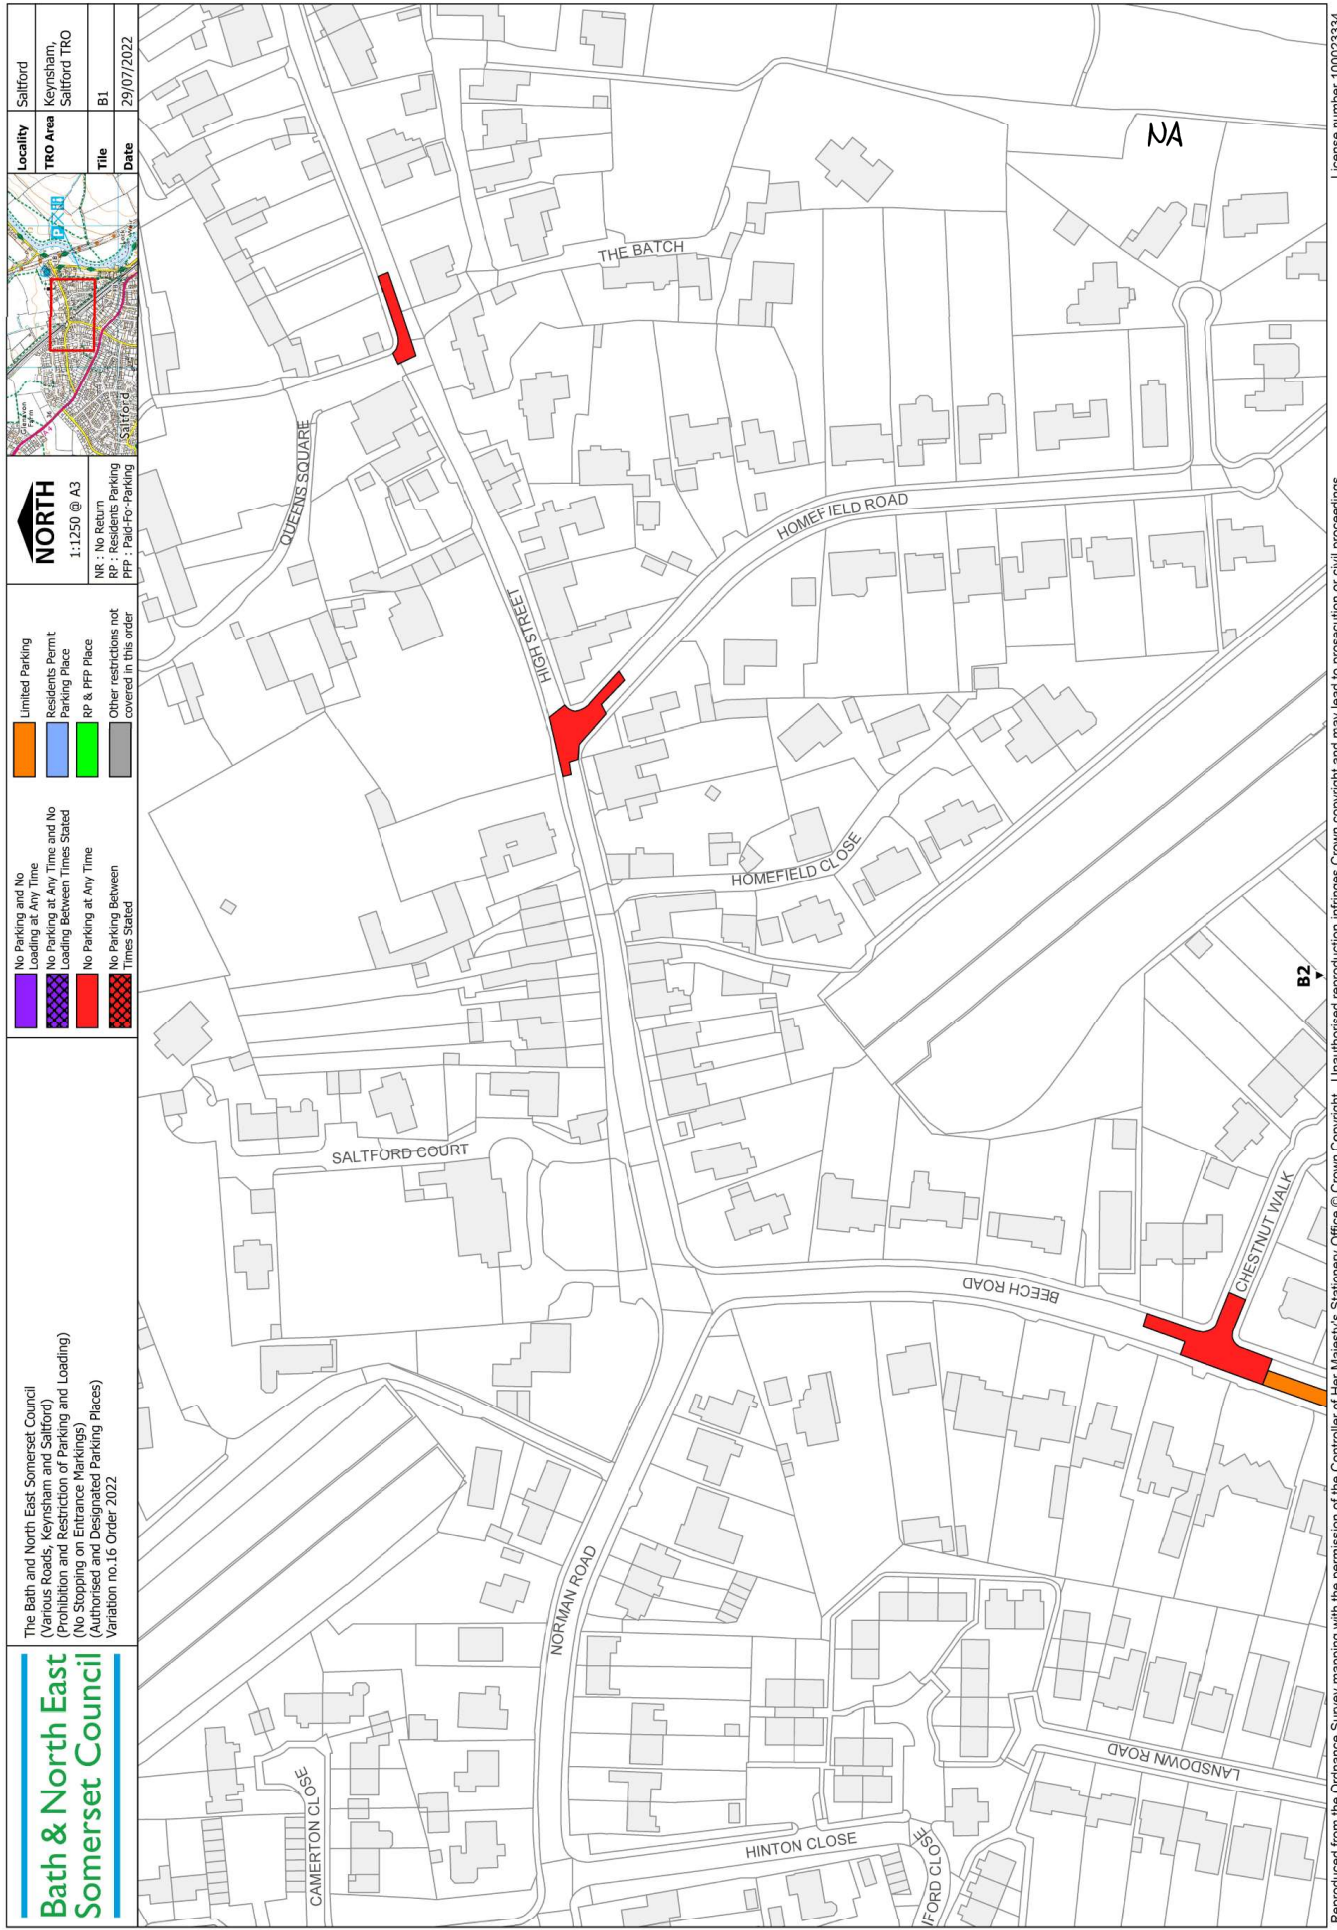 Bath & North East
Somerset Council
The Bath and North East Somerset Council
(Various Roads, Keynsham and Saltford)
(Prohibition and Restriction of Parking and Loading)
(No Stopping on Entrance Markings)
(Authorised and Designated Parking Places)
Variation no.16 Order 2022
No Parking and No
Loading at Any Time
No Parking at Any Time and No
Loading Between Times Stated
No Parking at Any Time
No Parking Between
Times Stated
Limited Parking
Residents Permt
Parking Place
RP & PFP Place
Other restrictions not
covered in this order
NORTH
1:1250 @ A3
NR : No Return
RP : Residents Parking
PFP : Paid-For-Parking
Glenavon
Farm
Saltford
P
Locality Saltford
TRO Area Keynsham,
Saltford TRO
Tile B1
Date 29/07/2022
QUEENS SQUARE
THE BATCH
HIGH STREET
HOMEFIELD ROAD
HOMEFIELD CLOSE
SALTFORD COURT
BEECH ROAD
CHESTNUT WALK
NORMAN ROAD
CAMERTON CLOSE
HINTON CLOSE
IFORD CLOSE
LANSDOWN ROAD
NA
B2
Reproduced from the Ordnance Survey mapping with the permission of the Controller of Her Majesty's Stationery Office © Crown Copyright. Unauthorised reproduction infringes Crown copyright and may lead to prosecution or civil proceedings.
License number 100023334